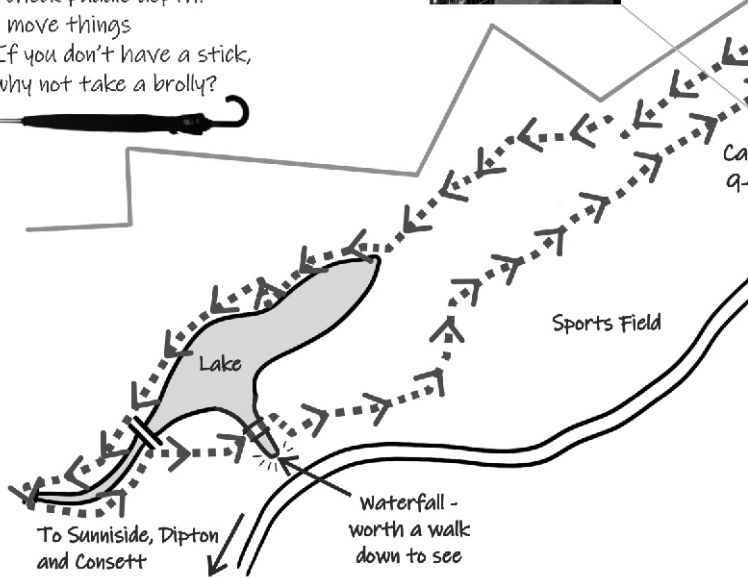 move things
If you don't have a stick,
why not take a brolly?
Sports Field
Lake
Waterfall -
worth a walk
down to see
To Sunniside, Dipton
and Consett